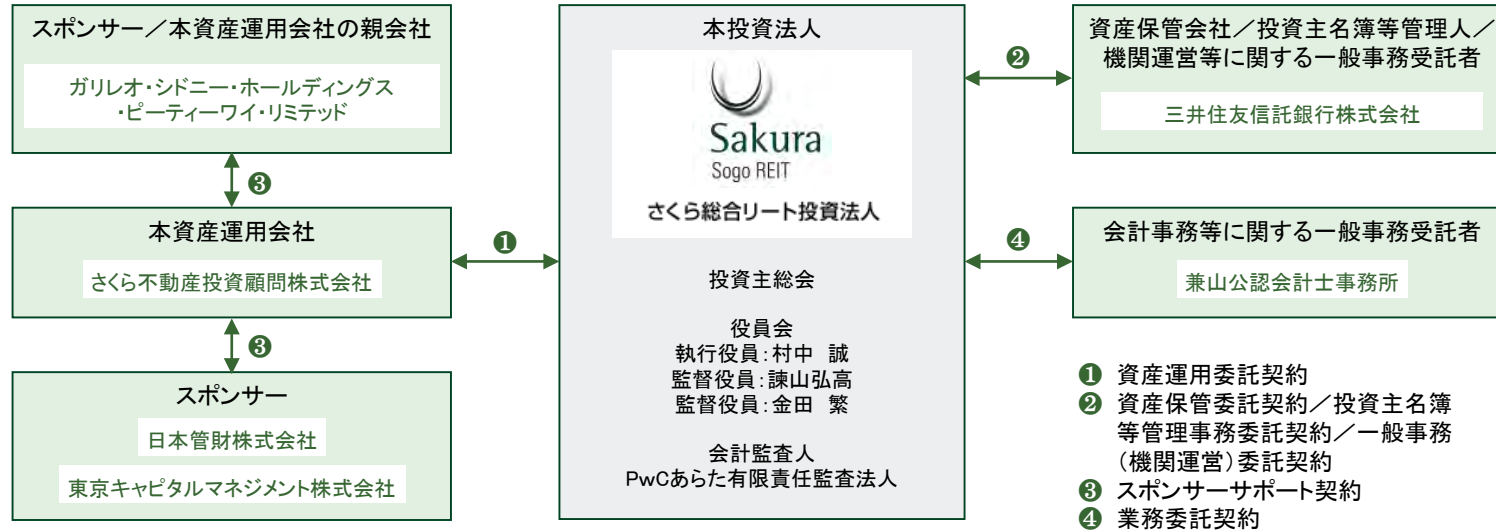 スポンサー／本資産運用会社の親会社
ガリレオ・シドニー・ホールディングス
・ピーティーワイ・リミテッド
❸
本資産運用会社
さくら不動産投資顧問株式会社
❸
スポンサー
日本管財株式会社
東京キャピタルマネジメント株式会社
❶
本投資法人
Sakura
Sogo REIT
さくら総合リート投資法人
投資主総会
役員会
執行役員：村中　誠
監督役員：諫山弘高
監督役員：金田　繁
会計監査人
PwCあらた有限責任監査法人
❷
資産保管会社／投資主名簿等管理人／
機関運営等に関する一般事務受託者
三井住友信託銀行株式会社
❹
会計事務等に関する一般事務受託者
兼山公認会計士事務所
❶ 資産運用委託契約
❷ 資産保管委託契約／投資主名簿
等管理事務委託契約／一般事務
（機関運営）委託契約
❸ スポンサーサポート契約
❹ 業務委託契約